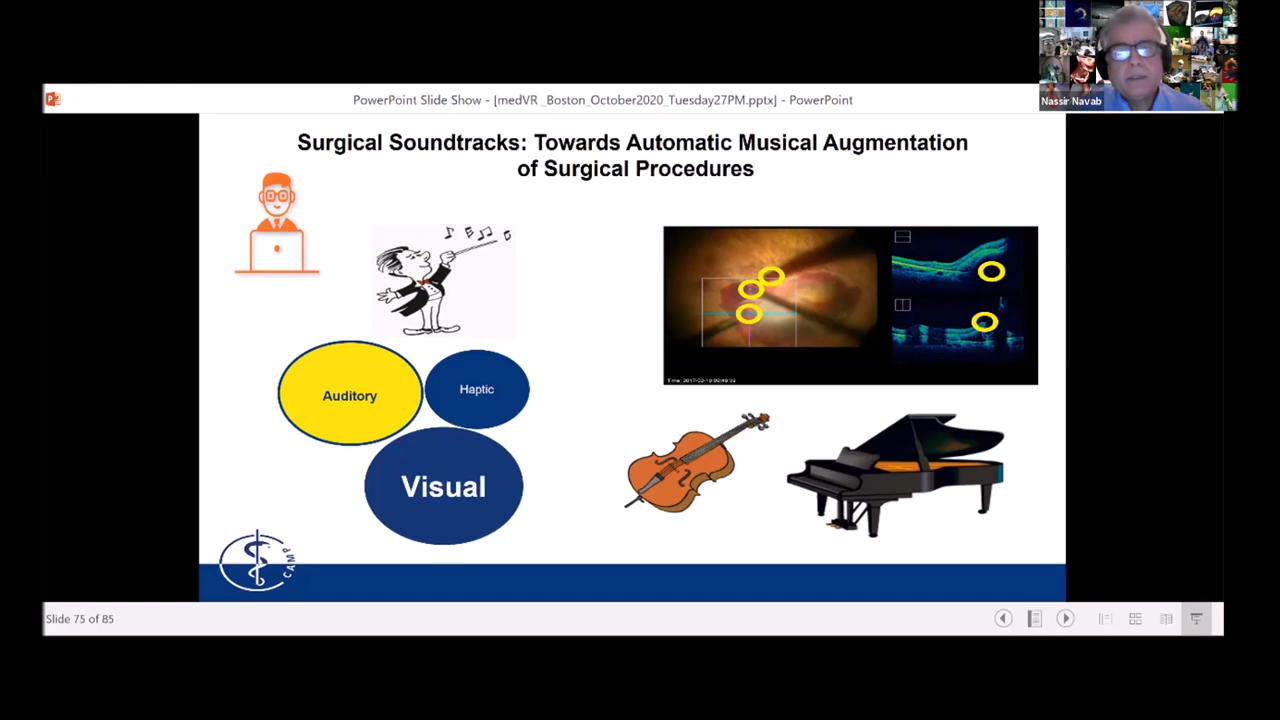 Nassir Navab
PowerPoint Slide Show - [medVR _Boston_October2020_Tuesday27PM.pptx] - PowerPoint
Surgical Soundtracks: Towards Automatic Musical Augmentation
of Surgical Procedures
Auditory
Haptic
Visual
CAMP
Slide 75 of 85